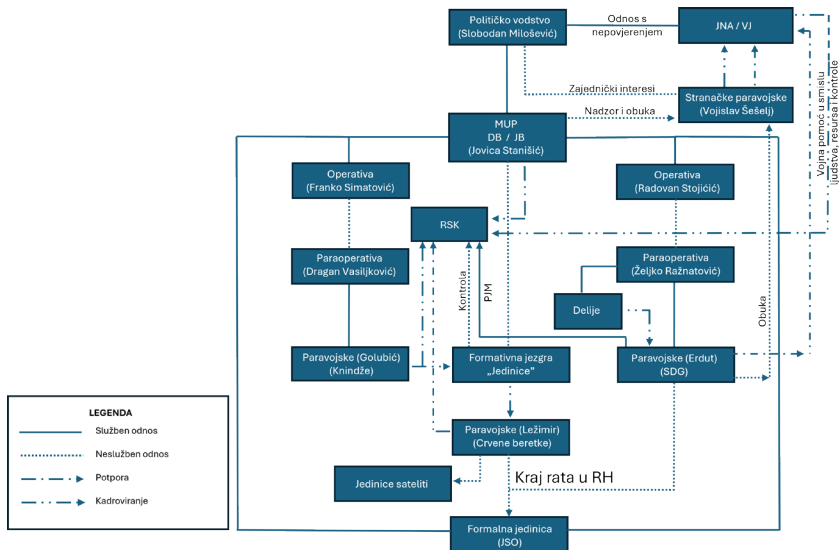 Političko vodstvo
(Slobodan Milošević)
Odnos s
nepovjerenjem
JNA / VJ
Zajednički interesi
Stranačke paravojske
(Vojislav Šešelj)
Nadzor i obuka
Vojna pomoć u smislu
ljudstva, resursa i kontrole
MUP
DB / JB
(Jovica Stanišić)
Operativa
(Franko Simatović)
Operativa
(Radovan Stojičić)
RSK
Paraoperativa
(Dragan Vasiljković)
Paraoperativa
(Željko Ražnatović)
Kontrola
PJM
Delije
Obuka
Paravojske (Golubić)
(Knindže)
Formativna jezgra
„Jedinice”
Paravojske (Erdut)
(SDG)
LEGENDA
Služben odnos
Neslužben odnos
Potpora
Kadroviranje
Paravojske (Ležimir)
(Crvene beretke)
Jedinice sateliti
Kraj rata u RH
Formalna jedinica
(JSO)